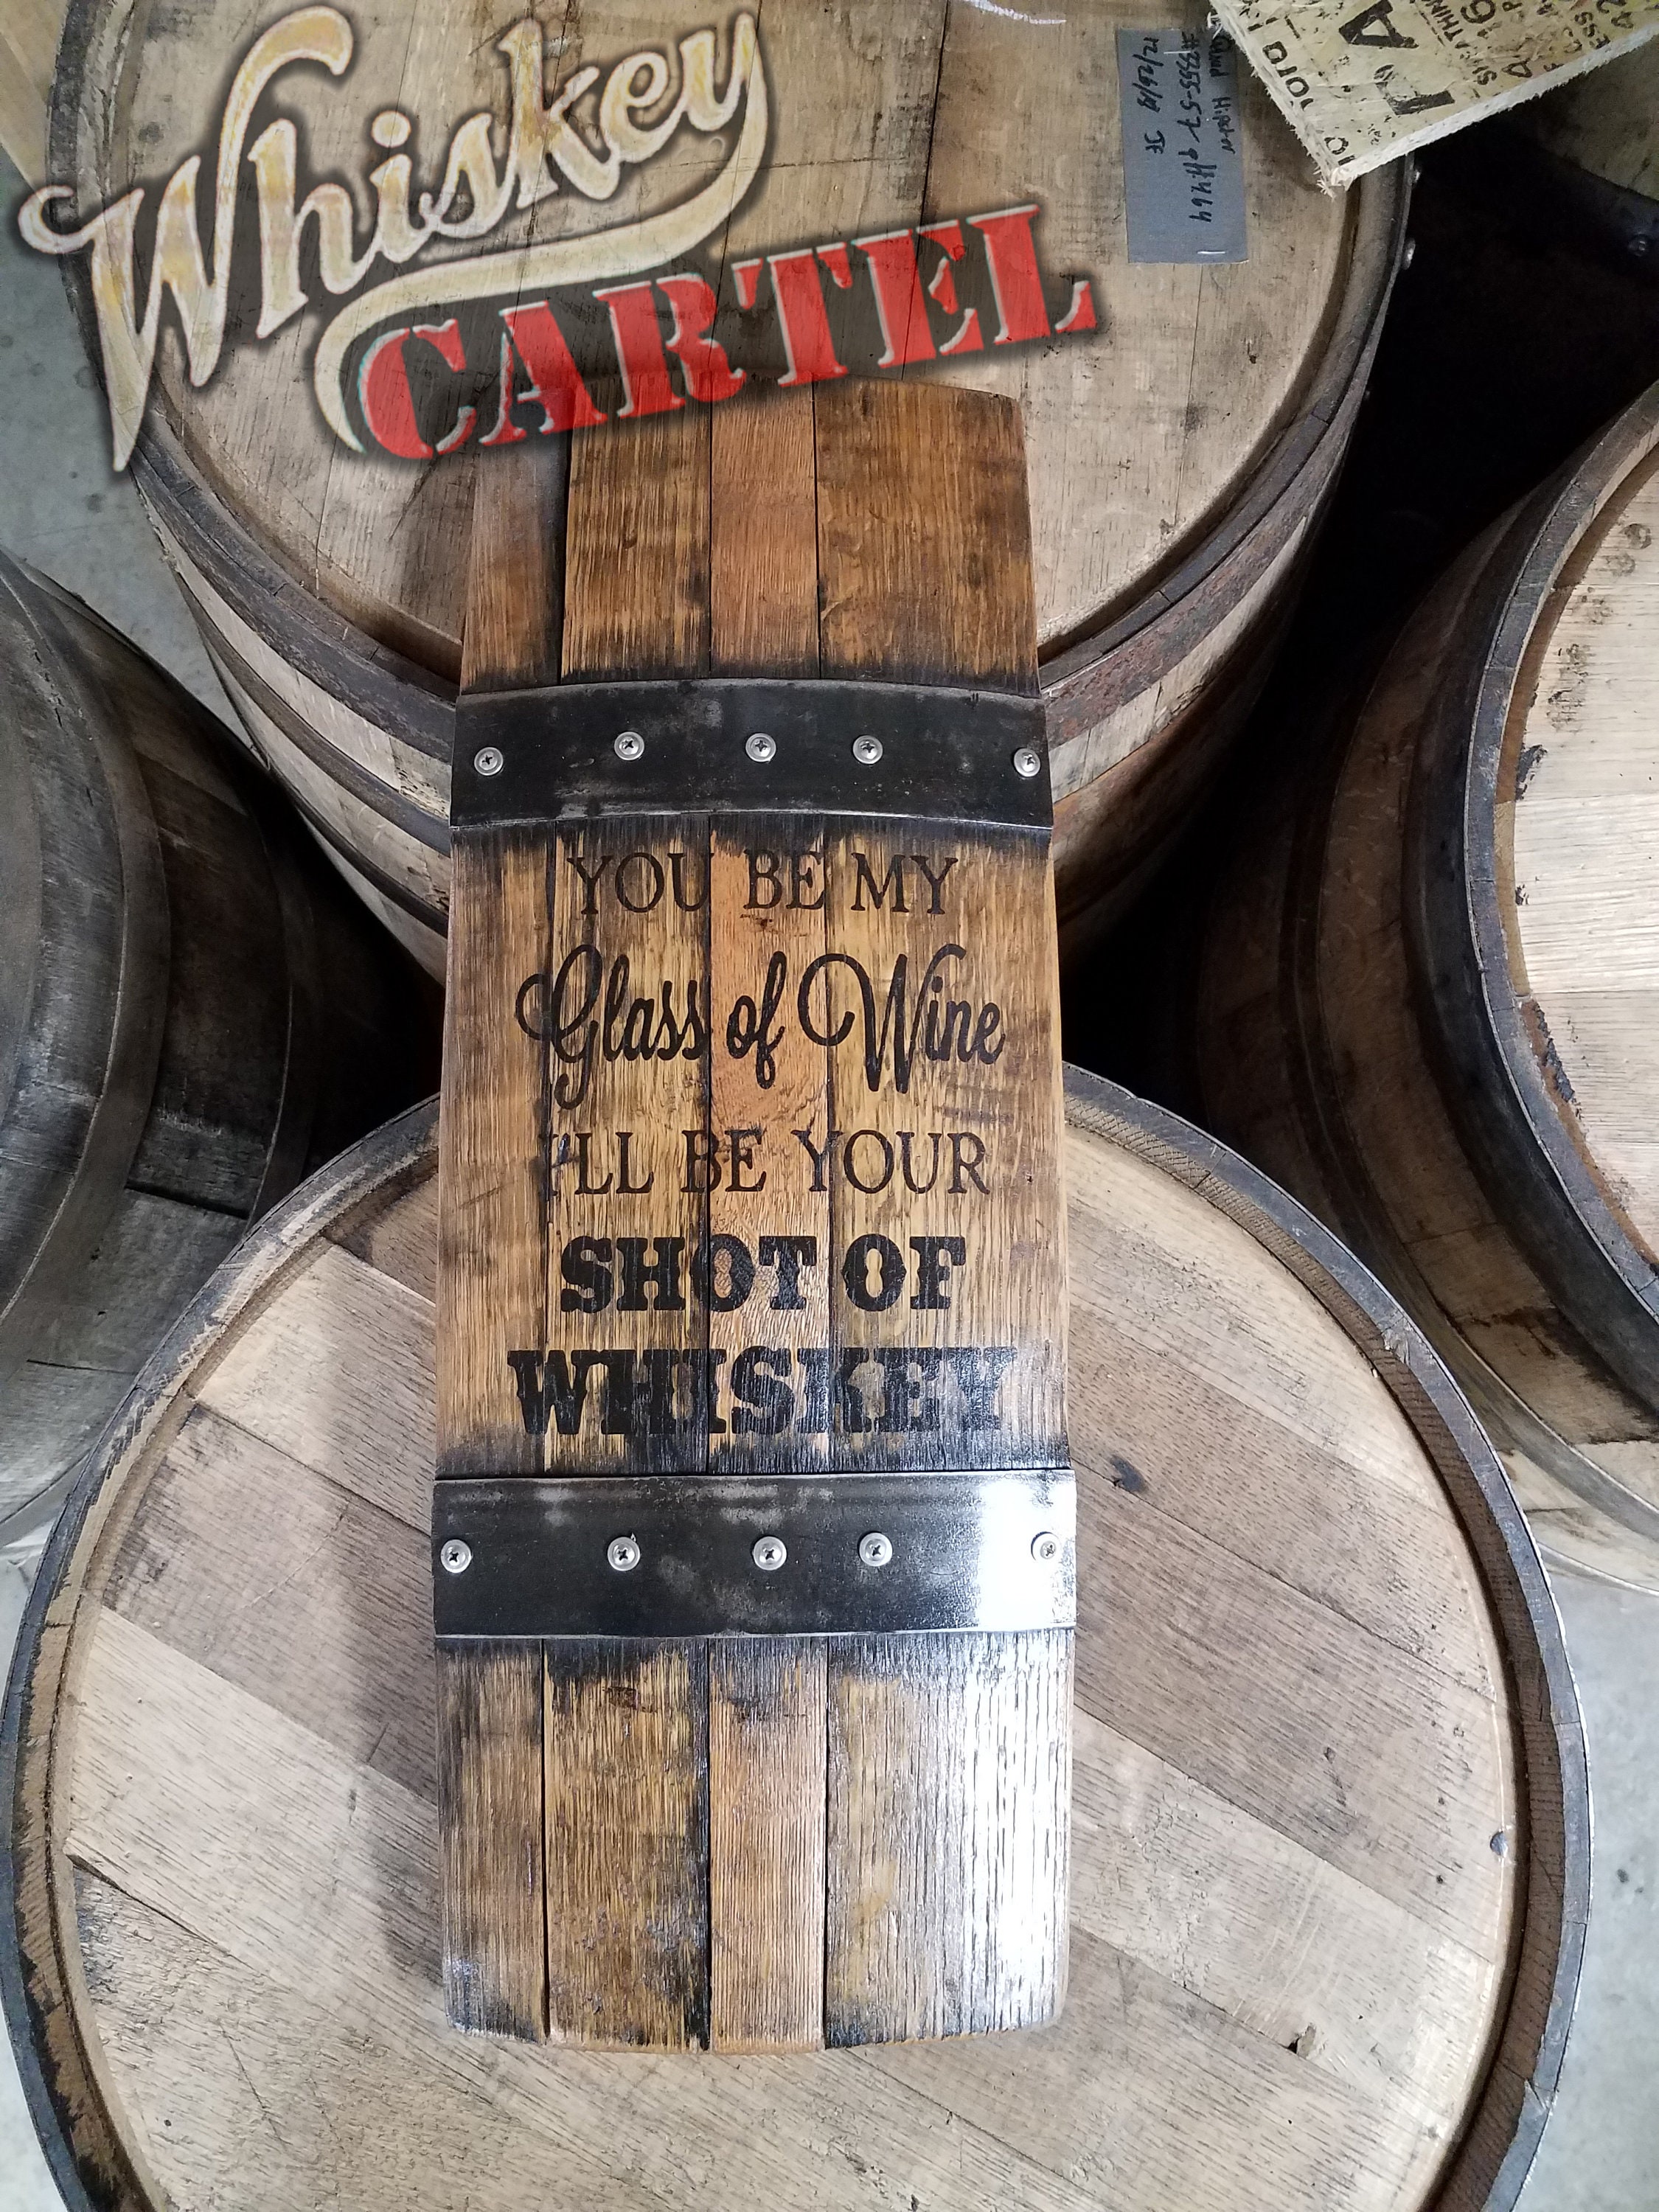 Whiskey
CARTEL
YOU BE MY
Glass of Wine
I'LL BE YOUR
SHOT OF
WHISKEY